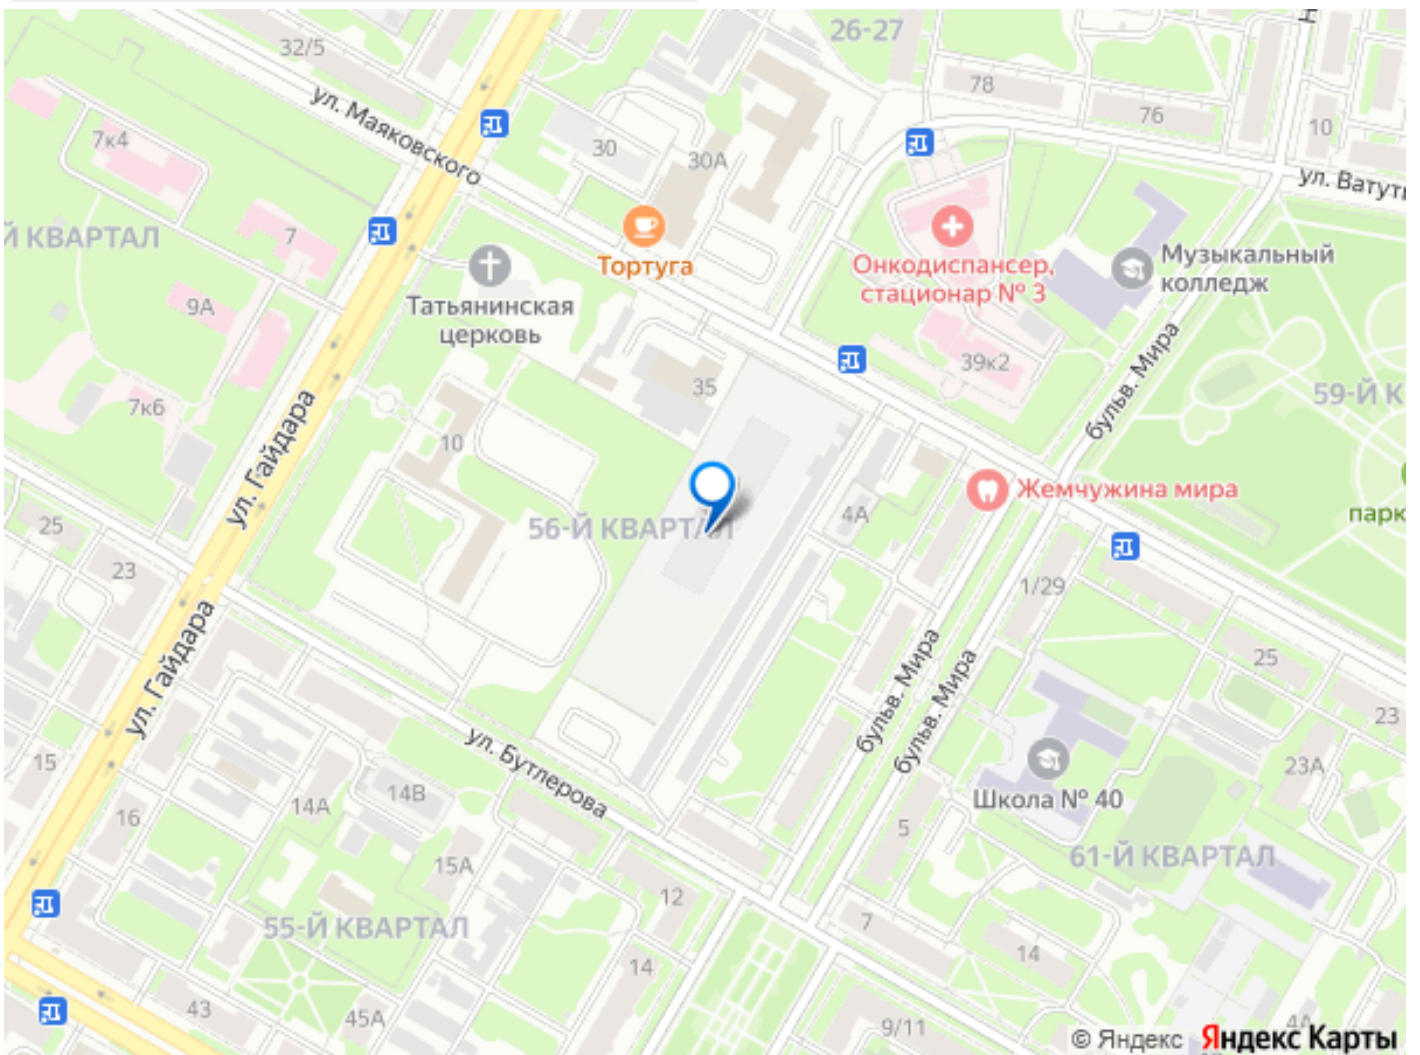 26-27
32/5
78
76
10
ул. Маяковского
30
7к4
30А
ул. Ватути
Й КВАРТАЛ
7
Тортуга
Онкодиспансер,
стационар № 3
Музыкальный
колледж
9А
Татьянинская
церковь
35
39к2
бульв. Мира
59-Й К
7к6
ул. Гайдара
10
Жемчужина мира
парк
56-Й КВАРТАЛ
4А
25
23
1/29
ул. Гайдара
бульв. Мира
бульв. Мира
25
23
ул. Бутлерова
15
14А
14В
Школа № 40
23А
16
5
15А
61-Й КВАРТАЛ
12
55-Й КВАРТАЛ
7
14
14
43
45А
9/11
4А
© Яндекс Яндекс Карты